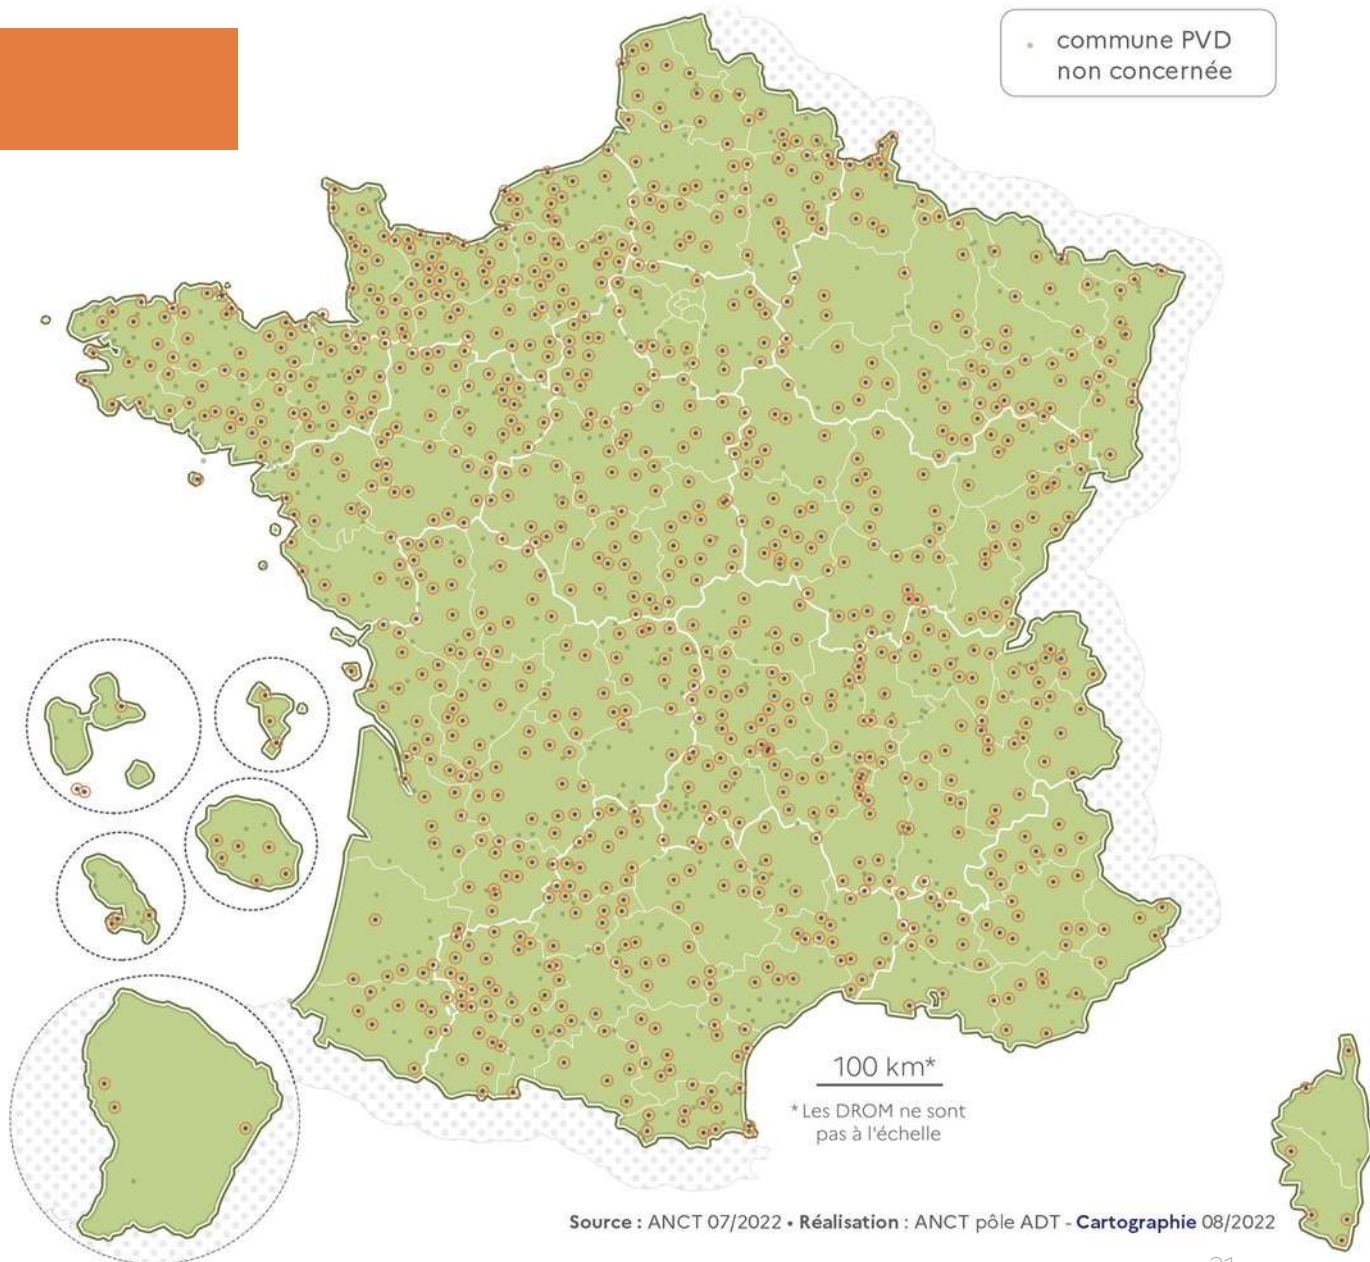 commune PVD
non concernée
100 km*
*Les DROM ne sont
pas à l'échelle
Source : ANCT 07/2022 • Réalisation : ANCT pôle ADT - Cartographie 08/2022